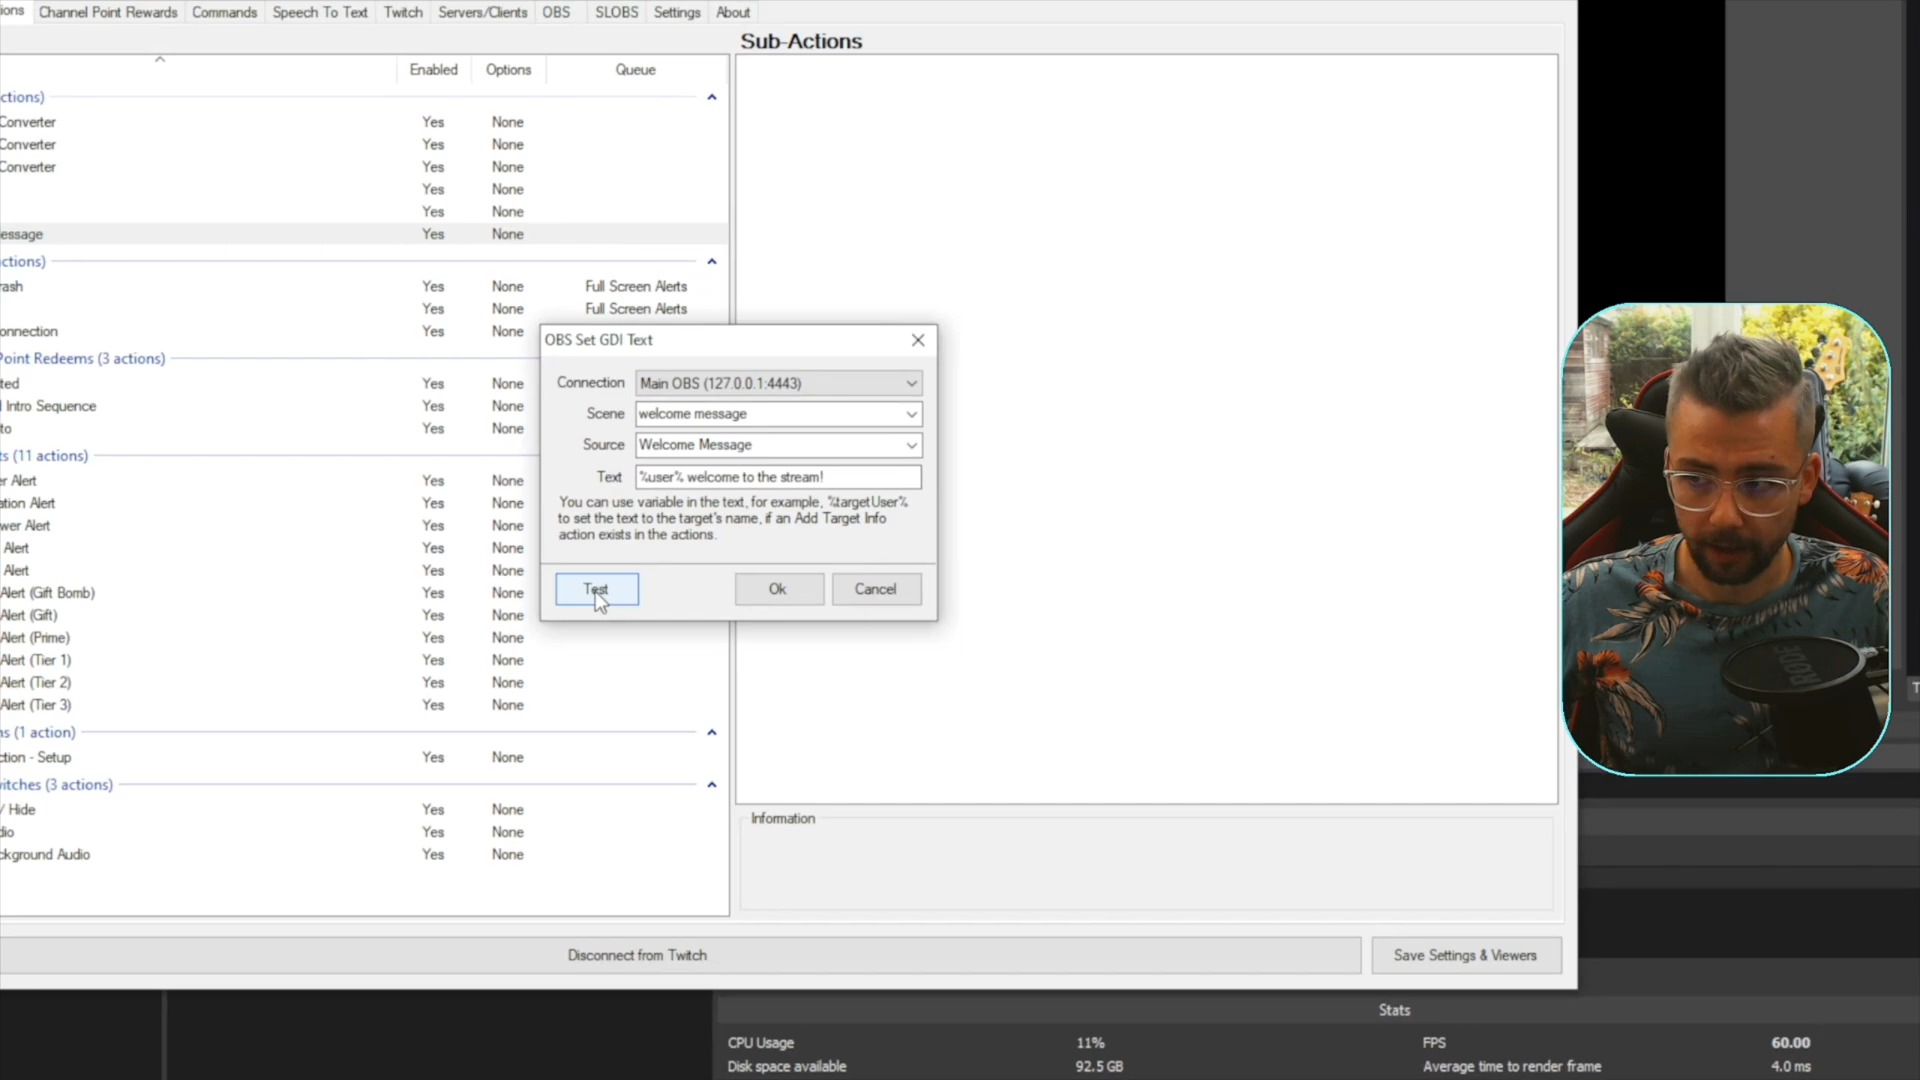 ions Channel Point Rewards Commands Speech To Text Twitch Servers/Clients OBS SLOBS Settings About
Sub-Actions
Enabled Options Queue
ctions)
Converter Yes None
Converter Yes None
Converter Yes None
Yes None
Yes None
essage Yes None
ctions)
rash Yes None Full Screen Alerts
Yes None Full Screen Alerts
onnection Yes None
Point Redeems (3 actions)
ted Yes None
l Intro Sequence Yes None
to Yes None
ts (11 actions)
er Alert Yes None
ation Alert Yes None
wer Alert Yes None
Alert Yes None
Alert Yes None
Alert (Gift Bomb) Yes None
Alert (Gift) Yes None
Alert (Prime) Yes None
Alert (Tier 1) Yes None
Alert (Tier 2) Yes None
Alert (Tier 3) Yes None
ns (1 action)
ction - Setup Yes None
witches (3 actions)
/ Hide Yes None
dio Yes None
ckground Audio Yes None
OBS Set GDI Text
Connection Main OBS (127.0.0.1:4443)
Scene welcome message
Source Welcome Message
Text %user% welcome to the stream!
You can use variable in the text, for example, %targetUser%
to set the text to the target's name, if an Add Target Info
action exists in the actions.
Test Ok Cancel
Information
Disconnect from Twitch Save Settings & Viewers
RODE
Stats
CPU Usage 11% FPS 60.00
Disk space available 92.5 GB Average time to render frame 4.0 ms